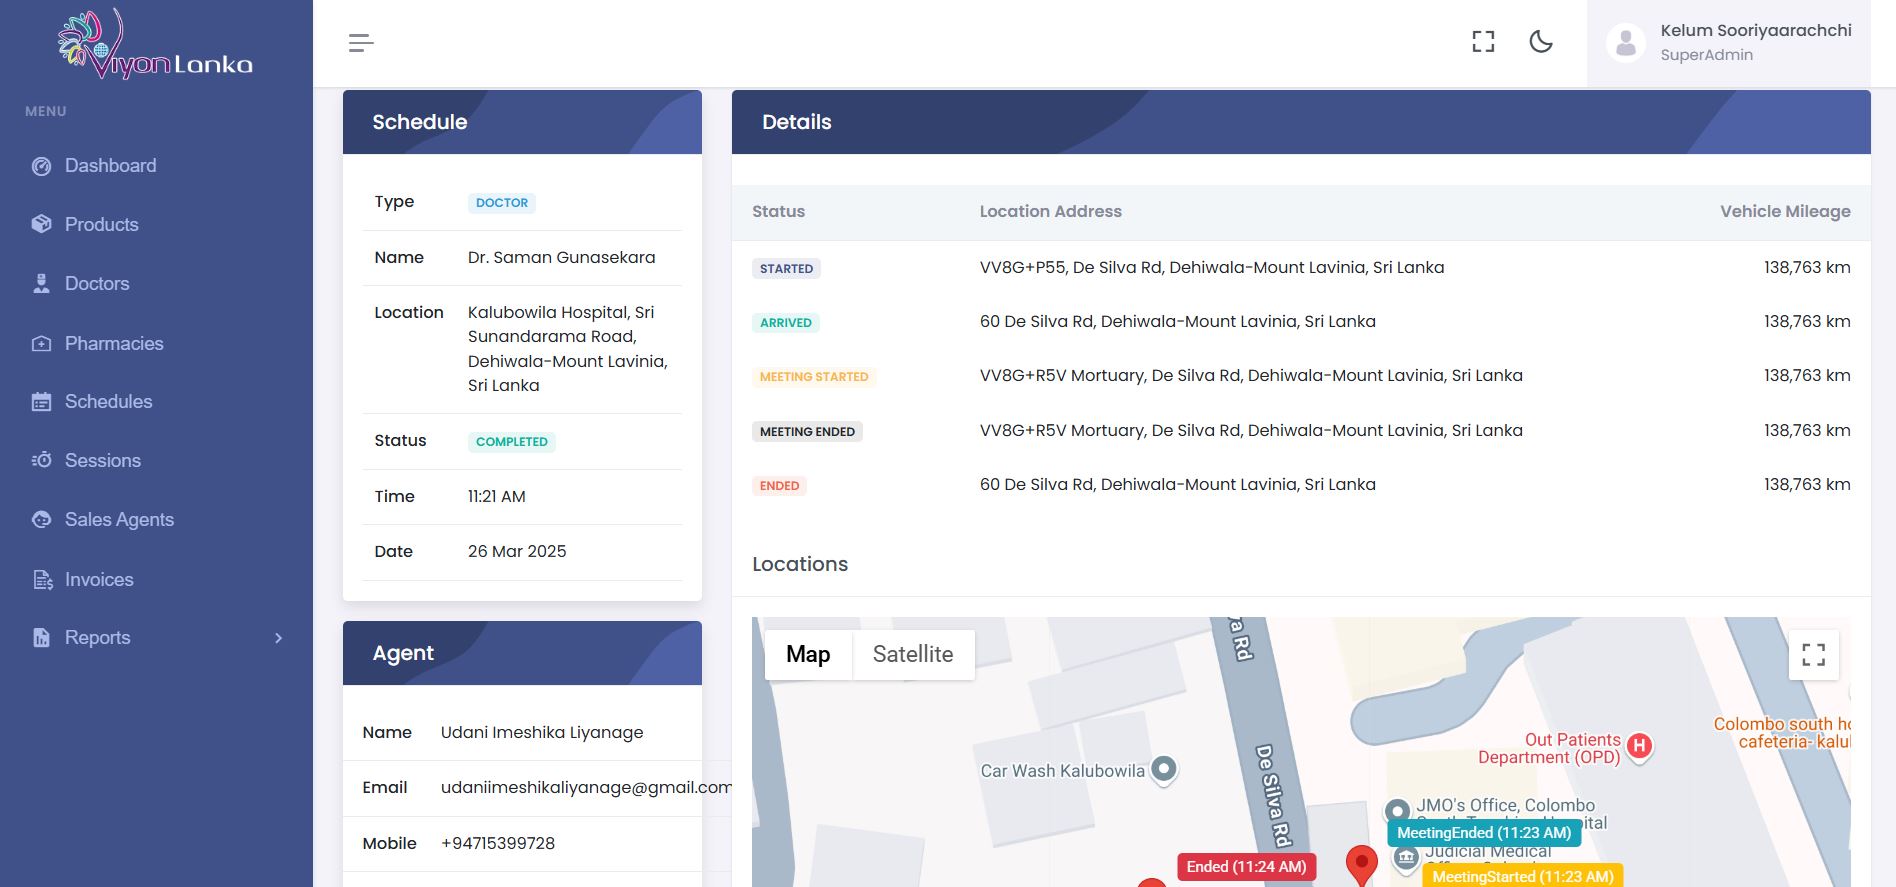 Viyon Lanka
MENU
Dashboard
Products
Doctors
Pharmacies
Schedules
Sessions
Sales Agents
Invoices
Reports
Kelum Sooriyaarachchi
SuperAdmin
Schedule
Type DOCTOR
Name Dr. Saman Gunasekara
Location Kalubowila Hospital, Sri
Sunandarama Road,
Dehiwala-Mount Lavinia,
Sri Lanka
Status COMPLETED
Time 11:21 AM
Date 26 Mar 2025
Agent
Name Udani Imeshika Liyanage
Email udaniimeshikaliyanage@gmail.com
Mobile +94715399728
Details
Status Location Address Vehicle Mileage
STARTED VV8G+P55, De Silva Rd, Dehiwala-Mount Lavinia, Sri Lanka 138,763 km
ARRIVED 60 De Silva Rd, Dehiwala-Mount Lavinia, Sri Lanka 138,763 km
MEETING STARTED VV8G+R5V Mortuary, De Silva Rd, Dehiwala-Mount Lavinia, Sri Lanka 138,763 km
MEETING ENDED VV8G+R5V Mortuary, De Silva Rd, Dehiwala-Mount Lavinia, Sri Lanka 138,763 km
ENDED 60 De Silva Rd, Dehiwala-Mount Lavinia, Sri Lanka 138,763 km
Locations
Map Satellite
Rd
Colombo south
cafeteria-
Out Patients
Department (OPD)
H
Car Wash Kalubowila
De Silva Rd
JMO's Office, Colombo
MeetingEnded (11:23 AM)
Judicial Medical
Ended (11:24 AM)
MeetingStarted (11:23 AM)